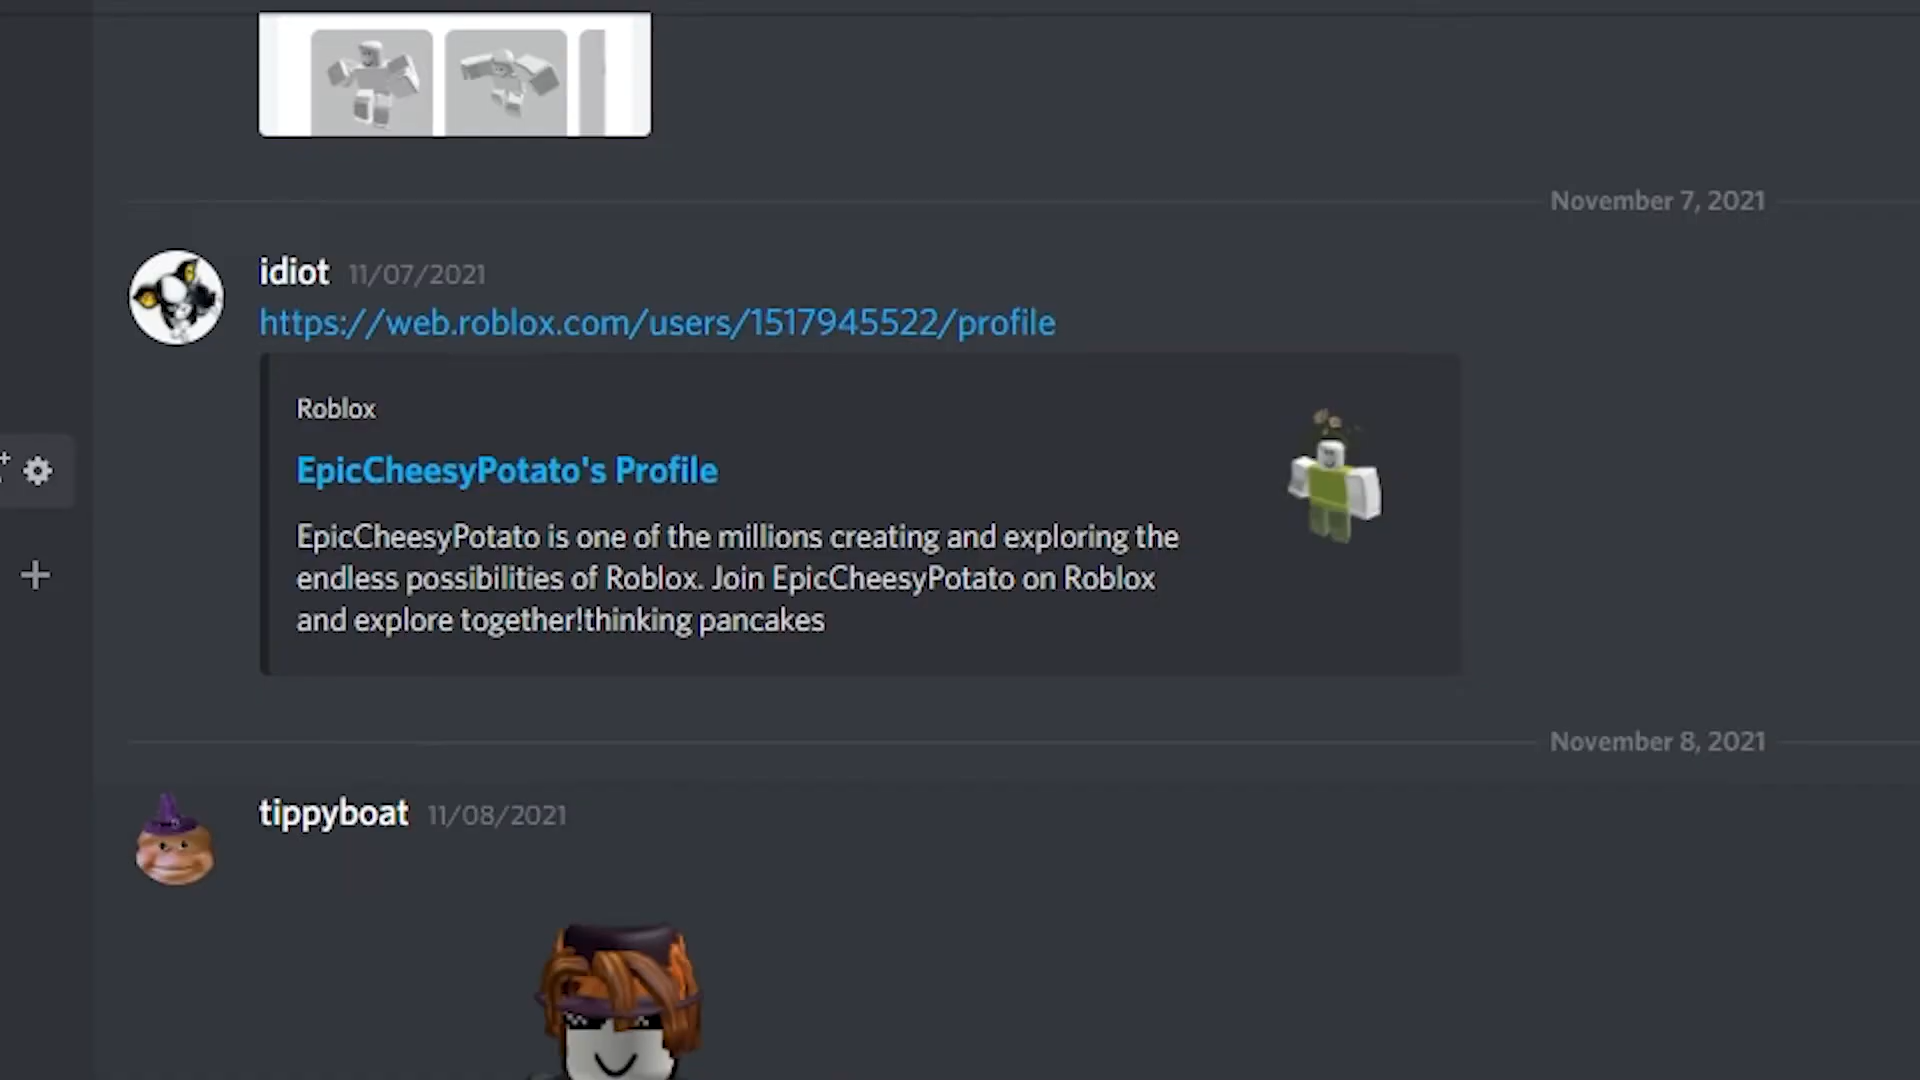 November 7, 2021
idiot 11/07/2021
https://web.roblox.com/users/1517945522/profile
Roblox
EpicCheesyPotato's Profile
EpicCheesyPotato is one of the millions creating and exploring the
endless possibilities of Roblox. Join EpicCheesyPotato on Roblox
and explore together!thinking pancakes
November 8, 2021
tippyboat 11/08/2021